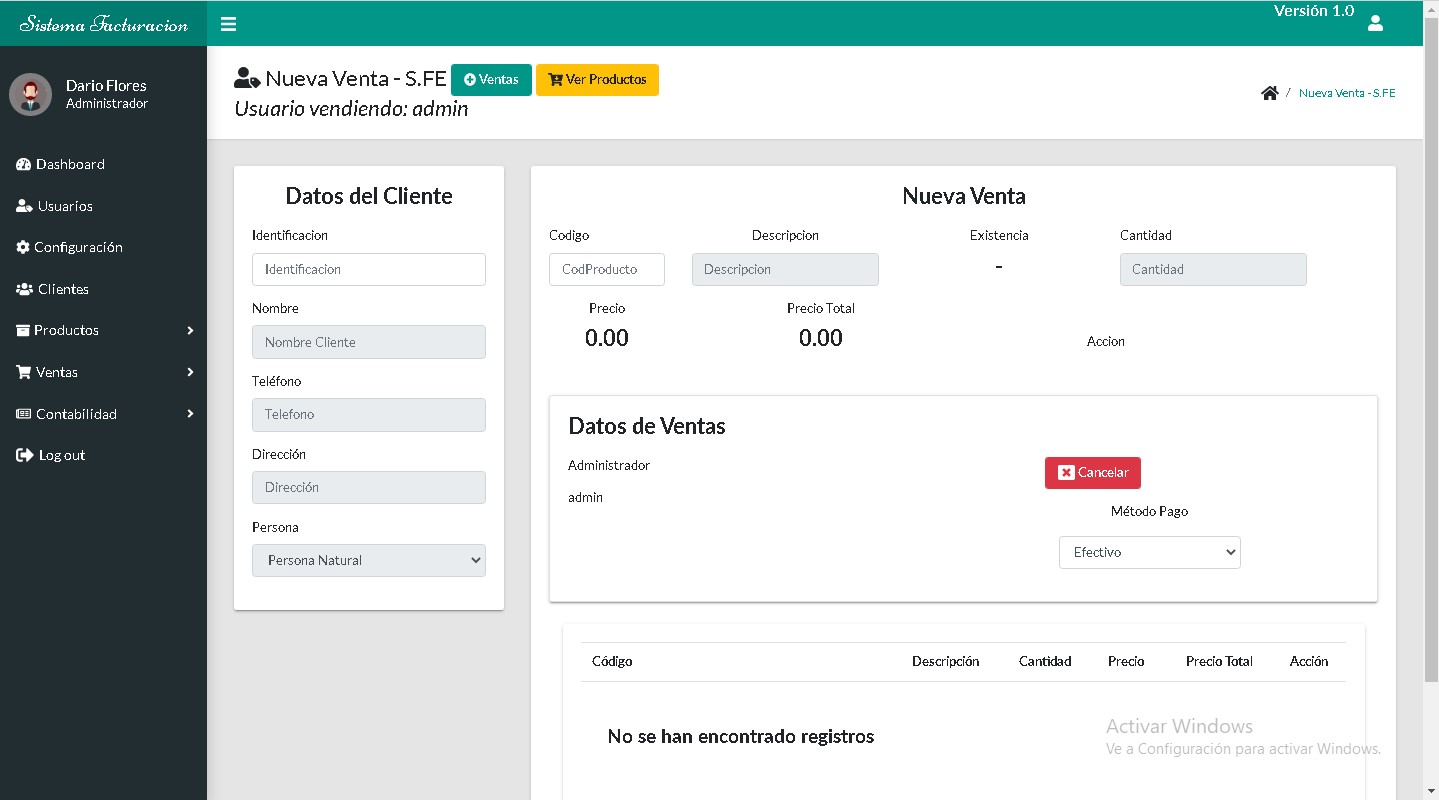 Sistema Facturacion
Versión 1.0
Dario Flores
Administrador
Dashboard
Usuarios
Configuración
Clientes
Productos
Ventas
Contabilidad
Log out
Nueva Venta - S.FE Ventas Ver Productos
Usuario vendiendo: admin
/ Nueva Venta - S.FE
Datos del Cliente
Identificacion
Identificacion
Nombre
Nombre Cliente
Teléfono
Telefono
Dirección
Dirección
Persona
Persona Natural
Nueva Venta
Codigo Descripcion Existencia Cantidad
CodProducto Descripcion - Cantidad
Precio Precio Total
0.00 0.00 Accion
Datos de Ventas
Administrador
admin
Cancelar
Método Pago
Efectivo
Código Descripción Cantidad Precio Precio Total Acción
No se han encontrado registros
Activar Windows
Ve a Configuración para activar Windows.